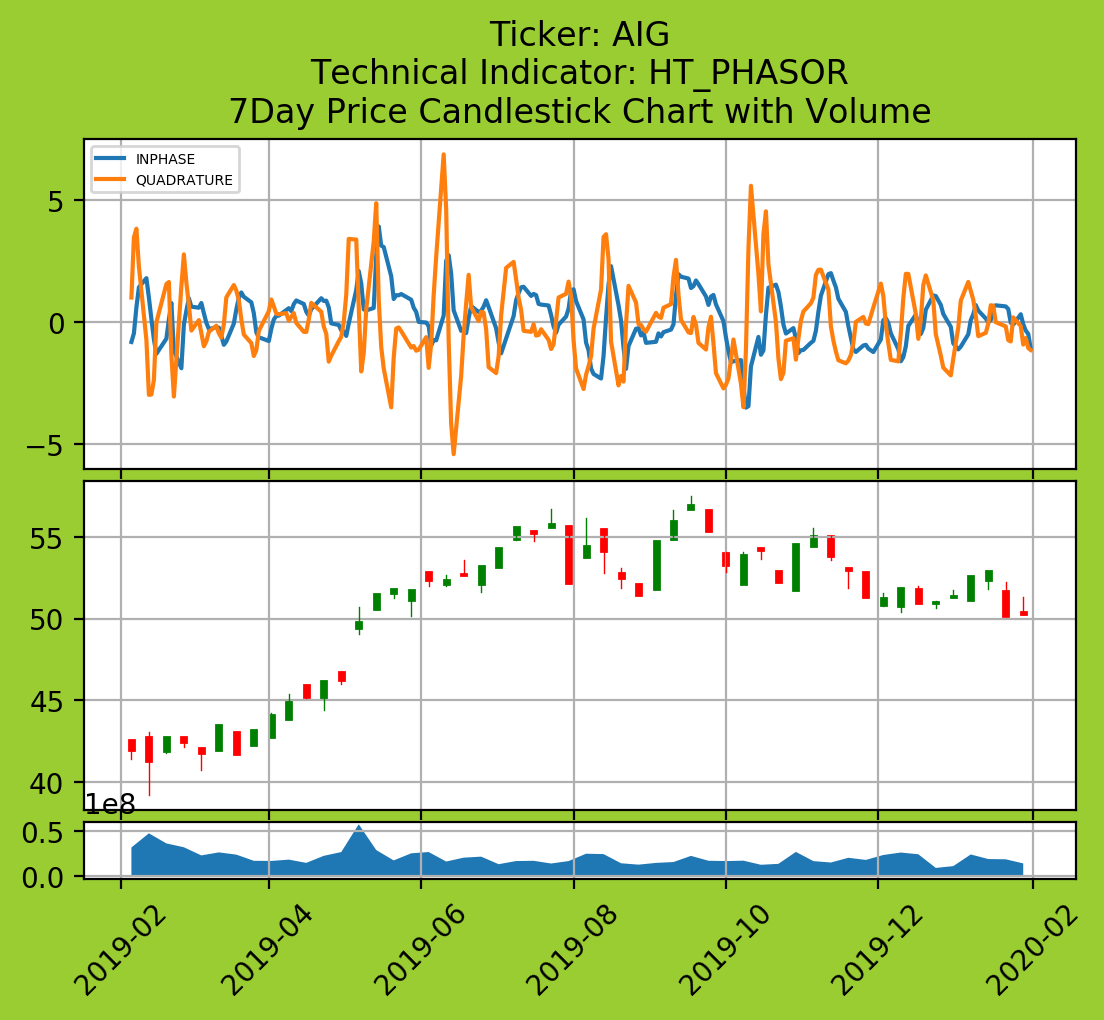 Ticker: AIG
Technical Indicator: HT_PHASOR
7Day Price Candlestick Chart with Volume
INPHASE
QUADRATURE
5
0
−5
55
50
45
40
1e8
0.5
0.0
2019-02
2019-04
2019-06
2019-08
2019-10
2019-12
2020-02